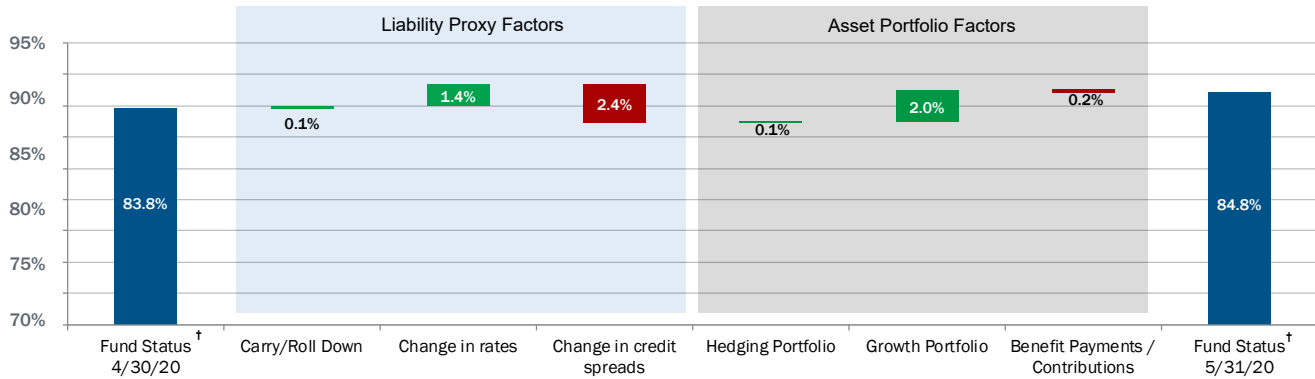 Liability Proxy Factors
Asset Portfolio Factors
95%
90%
85%
80%
75%
70%
83.8%
0.1%
1.4%
2.4%
0.1%
2.0%
0.2%
84.8%
Fund Status †
4/30/20
Carry/Roll Down
Change in rates
Change in credit
spreads
Hedging Portfolio
Growth Portfolio
Benefit Payments /
Contributions
Fund Status †
5/31/20